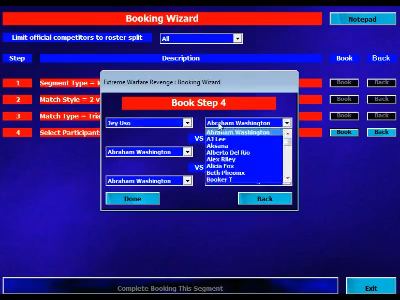 Booking Wizard
Notepad
Limit official competitors to roster split
All
Step
Description
Book
Back
1
Segment Type ~
Book
Back
2
Match Style = 2 v
Book
Back
3
Match Type ~ Tria
Book
Back
4
Select Participan
Book
Back
Extreme Warfare Revenge : Booking Wizard
Book Step 4
Jey Uso
Abraham Washington
VS
Abraham Washington
VS
Abraham Washington
Abraham Washington
AJ Lee
Aksana
Alberto Del Rio
Alex Riley
Alicia Fox
Beth Pheonix
Booker T
Done
Back
Complete Booking This Segment
Exit